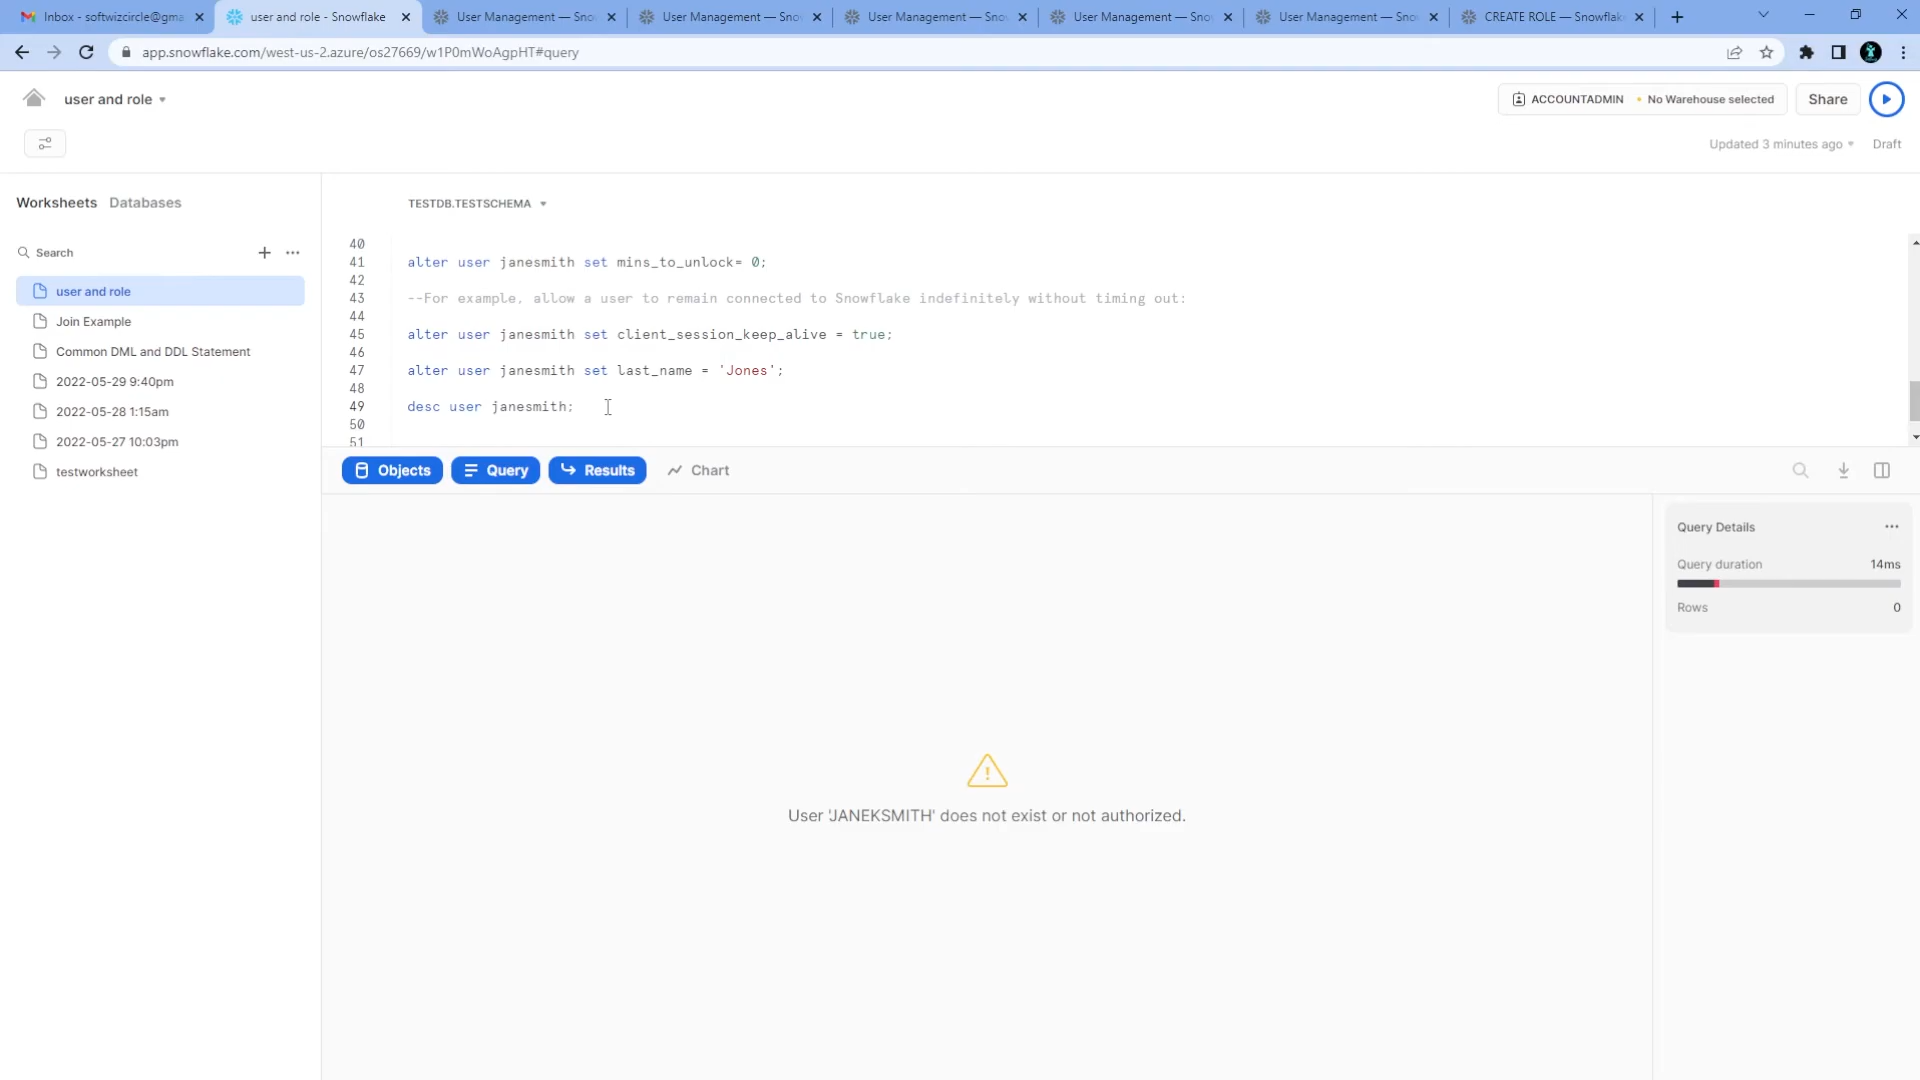 Inbox - softwizcircle@gma
user and role - Snowflake
User Management — Sno
User Management — Sno
User Management — Sno
User Management — Sno
User Management — Sno
CREATE ROLE — Snowflak
app.snowflake.com/west-us-2.azure/os27669/w1P0mWoAgpHT#query
user and role
ACCOUNTADMIN
No Warehouse selected
Share
Updated 3 minutes ago
Draft
Worksheets
Databases
TESTDB.TESTSCHEMA
Search
user and role
Join Example
Common DML and DDL Statement
2022-05-29 9:40pm
2022-05-28 1:15am
2022-05-27 10:03pm
testworksheet
40
41 alter user janesmith set mins_to_unlock= 0;
42
43 --For example, allow a user to remain connected to Snowflake indefinitely without timing out:
44
45 alter user janesmith set client_session_keep_alive = true;
46
47 alter user janesmith set last_name = 'Jones';
48
49 desc user janesmith;
50
51
Objects
Query
Results
Chart
Query Details
Query duration 14ms
Rows 0
User 'JANEKSMITH' does not exist or not authorized.